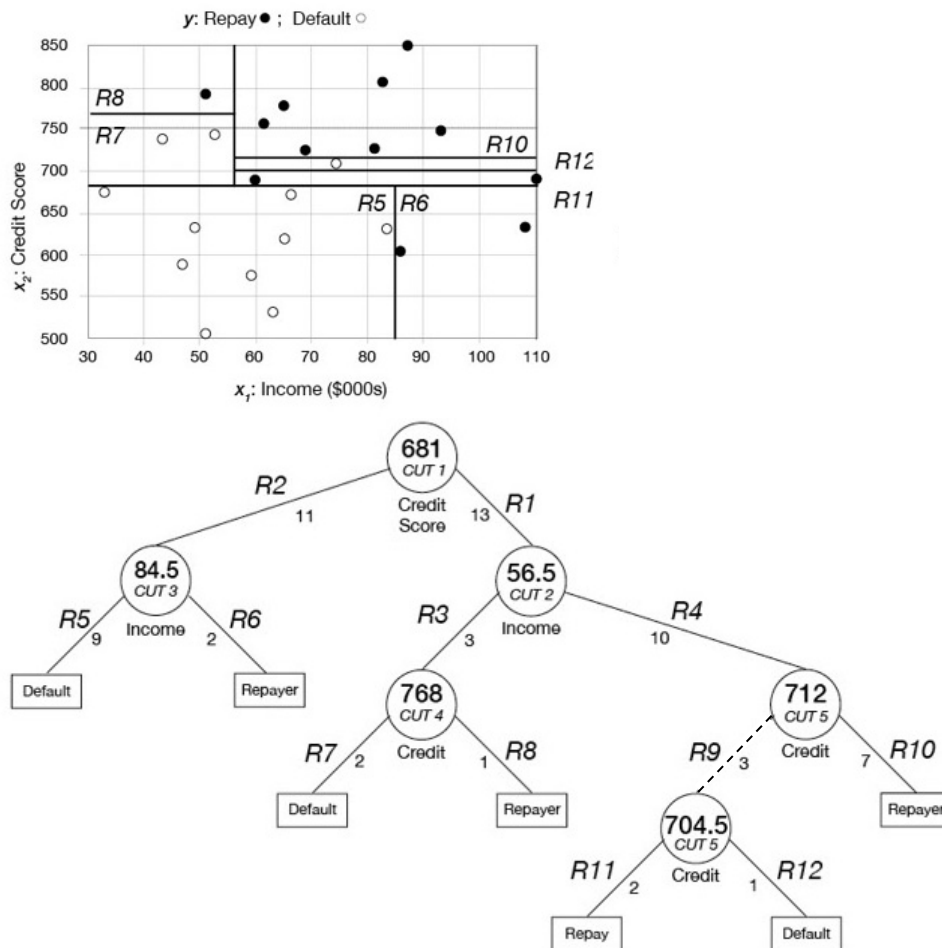 y: Repay ● ; Default ○
850
800
R8
750
R7
R10
R12
700
R11
650
R5 R6
600
550
500
x₂: Credit Score
30 40 50 60 70 80 90 100 110
x₁: Income ($000s)
681
CUT 1
R2
R1
Credit
Score
11
13
84.5
CUT 3
56.5
CUT 2
R5
R6
Income
R3
Income
R4
9
2
3
10
Default
Repayer
768
CUT 4
712
CUT 5
R7
R8
Credit
R9
Credit
R10
2
1
3
7
Default
Repayer
Repayer
704.5
CUT 5
R11
Credit
R12
2
1
Repay
Default